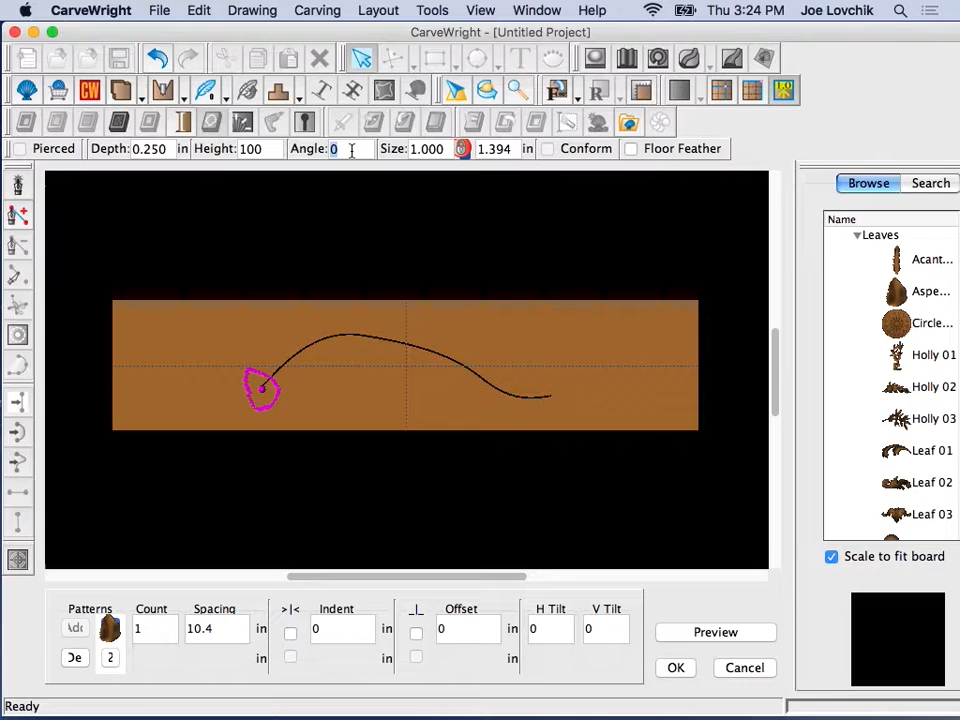 CarveWright File Edit Drawing Carving Layout Tools View Window Help Thu 3:24 PM Joe Lovchik
CarveWright - [Untitled Project]
CW
Pierced Depth: 0.250 in Height: 100 Angle: 0 Size: 1.000 1.394 in Conform Floor Feather
Browse Search
Name
Leaves
Acant...
Aspe...
Circle...
Holly 01
Holly 02
Holly 03
Leaf 01
Leaf 02
Leaf 03
Scale to fit board
Patterns Count Spacing >|< Indent _|_ Offset H Tilt V Tilt
Adc 1 10.4 in 0 in 0 in 0 0
De 2 in in in
Preview
OK Cancel
Ready